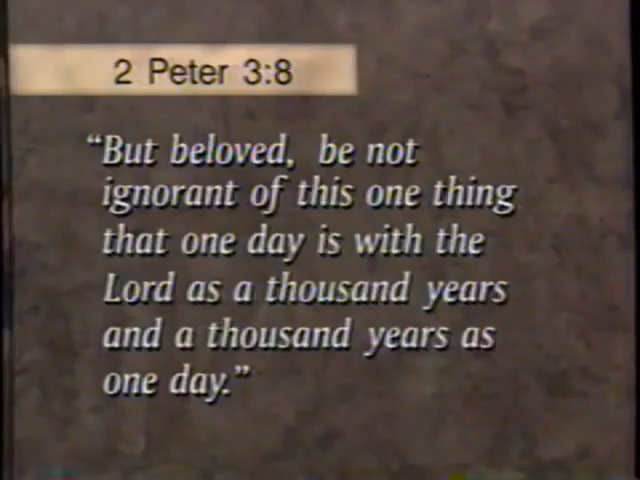 2 Peter 3:8
“But beloved, be not
ignorant of this one thing
that one day is with the
Lord as a thousand years
and a thousand years as
one day.”